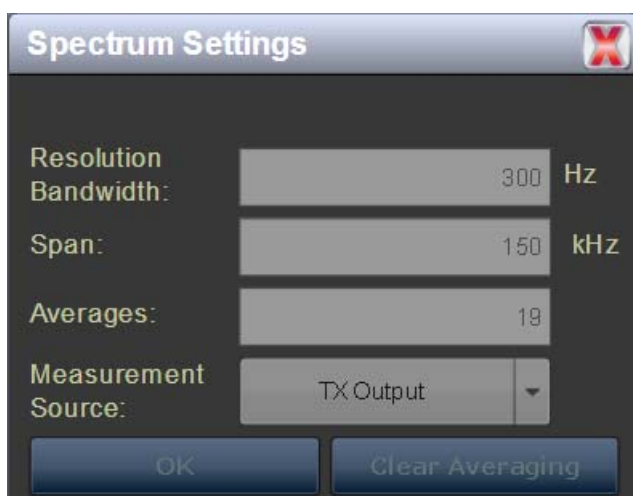 Spectrum Settings
Resolution
Bandwidth:
300 Hz
Span:
150 kHz
Averages:
19
Measurement
Source:
TX Output
OK
Clear Averaging